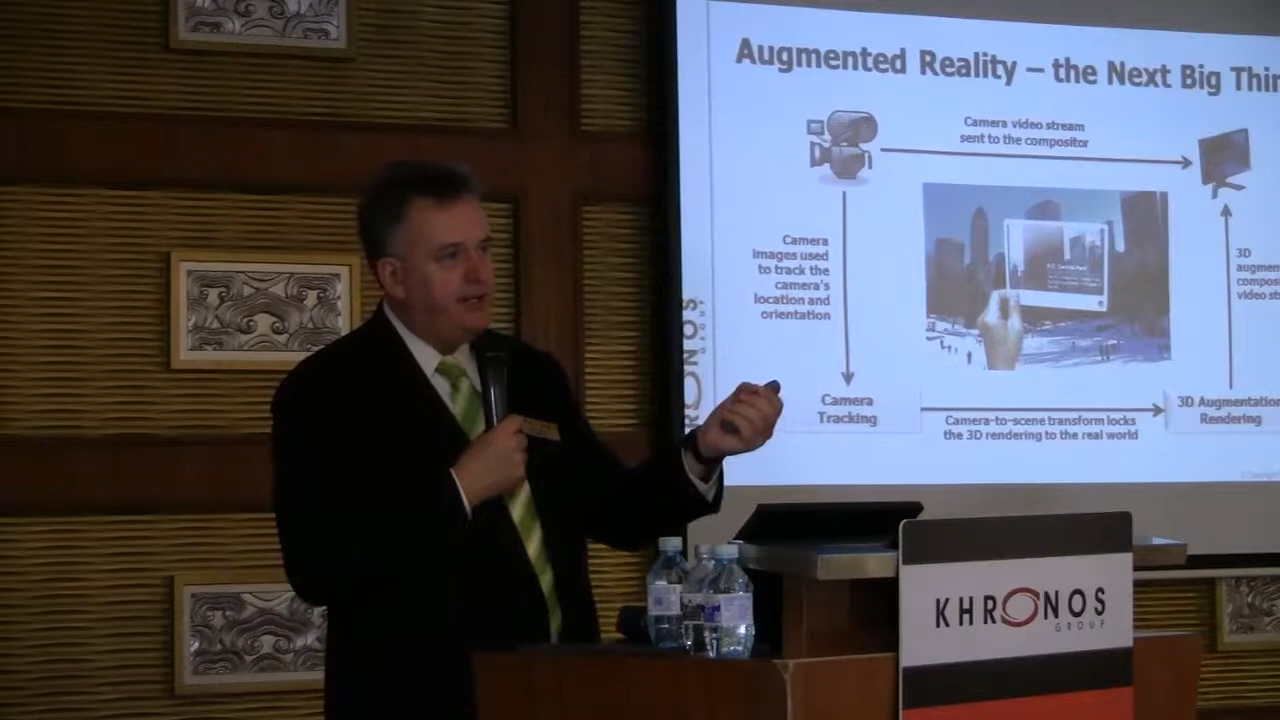 Augmented Reality – the Next Big Thin
Camera video stream
sent to the compositor
Camera
images used
to track the
camera's
location and
orientation
3D
augmen
compos
video st
Camera
Tracking
Camera-to-scene transform locks
the 3D rendering to the real world
3D Augmentation
Rendering
KHRONOS
GROUP
KHRONOS
GROUP